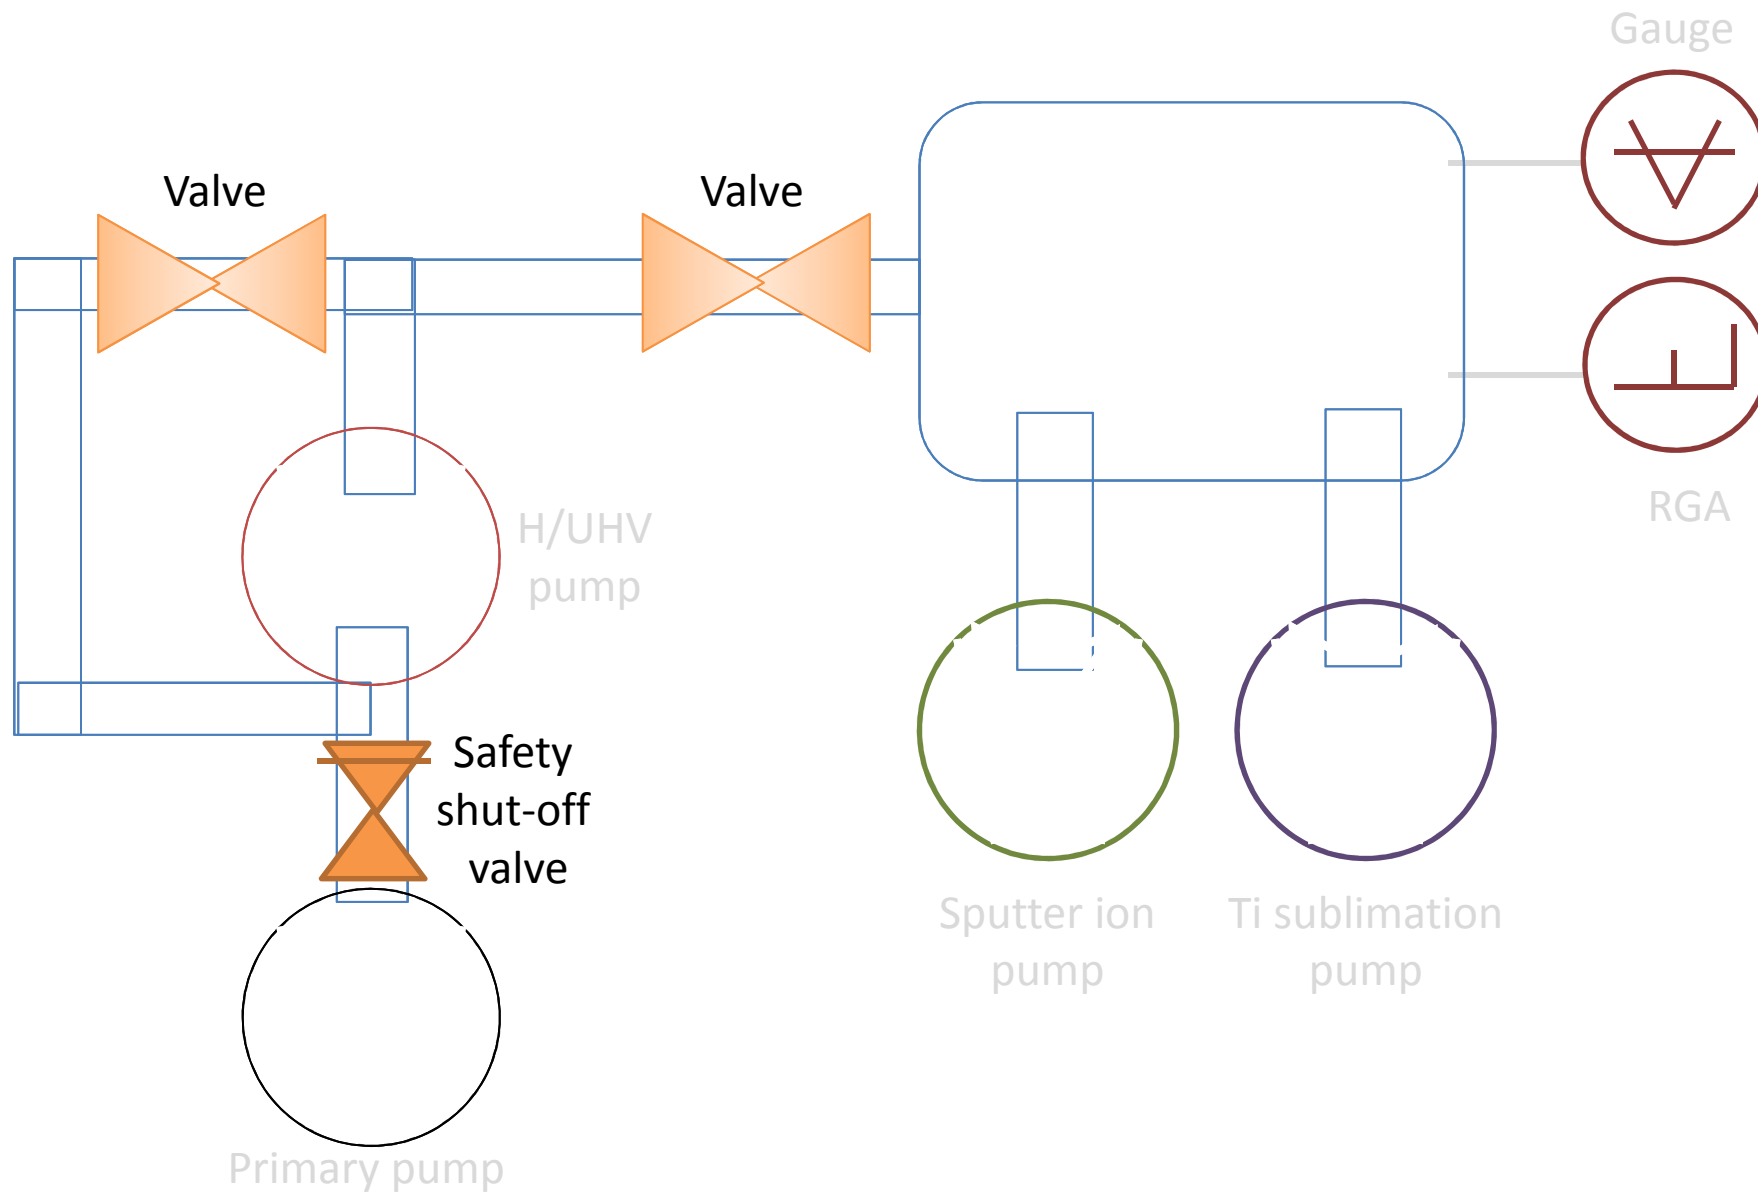 Gauge
Valve
Valve
RGA
H/UHV
pump
Safety
shut-off
valve
Sputter ion
pump
Ti sublimation
pump
Primary pump